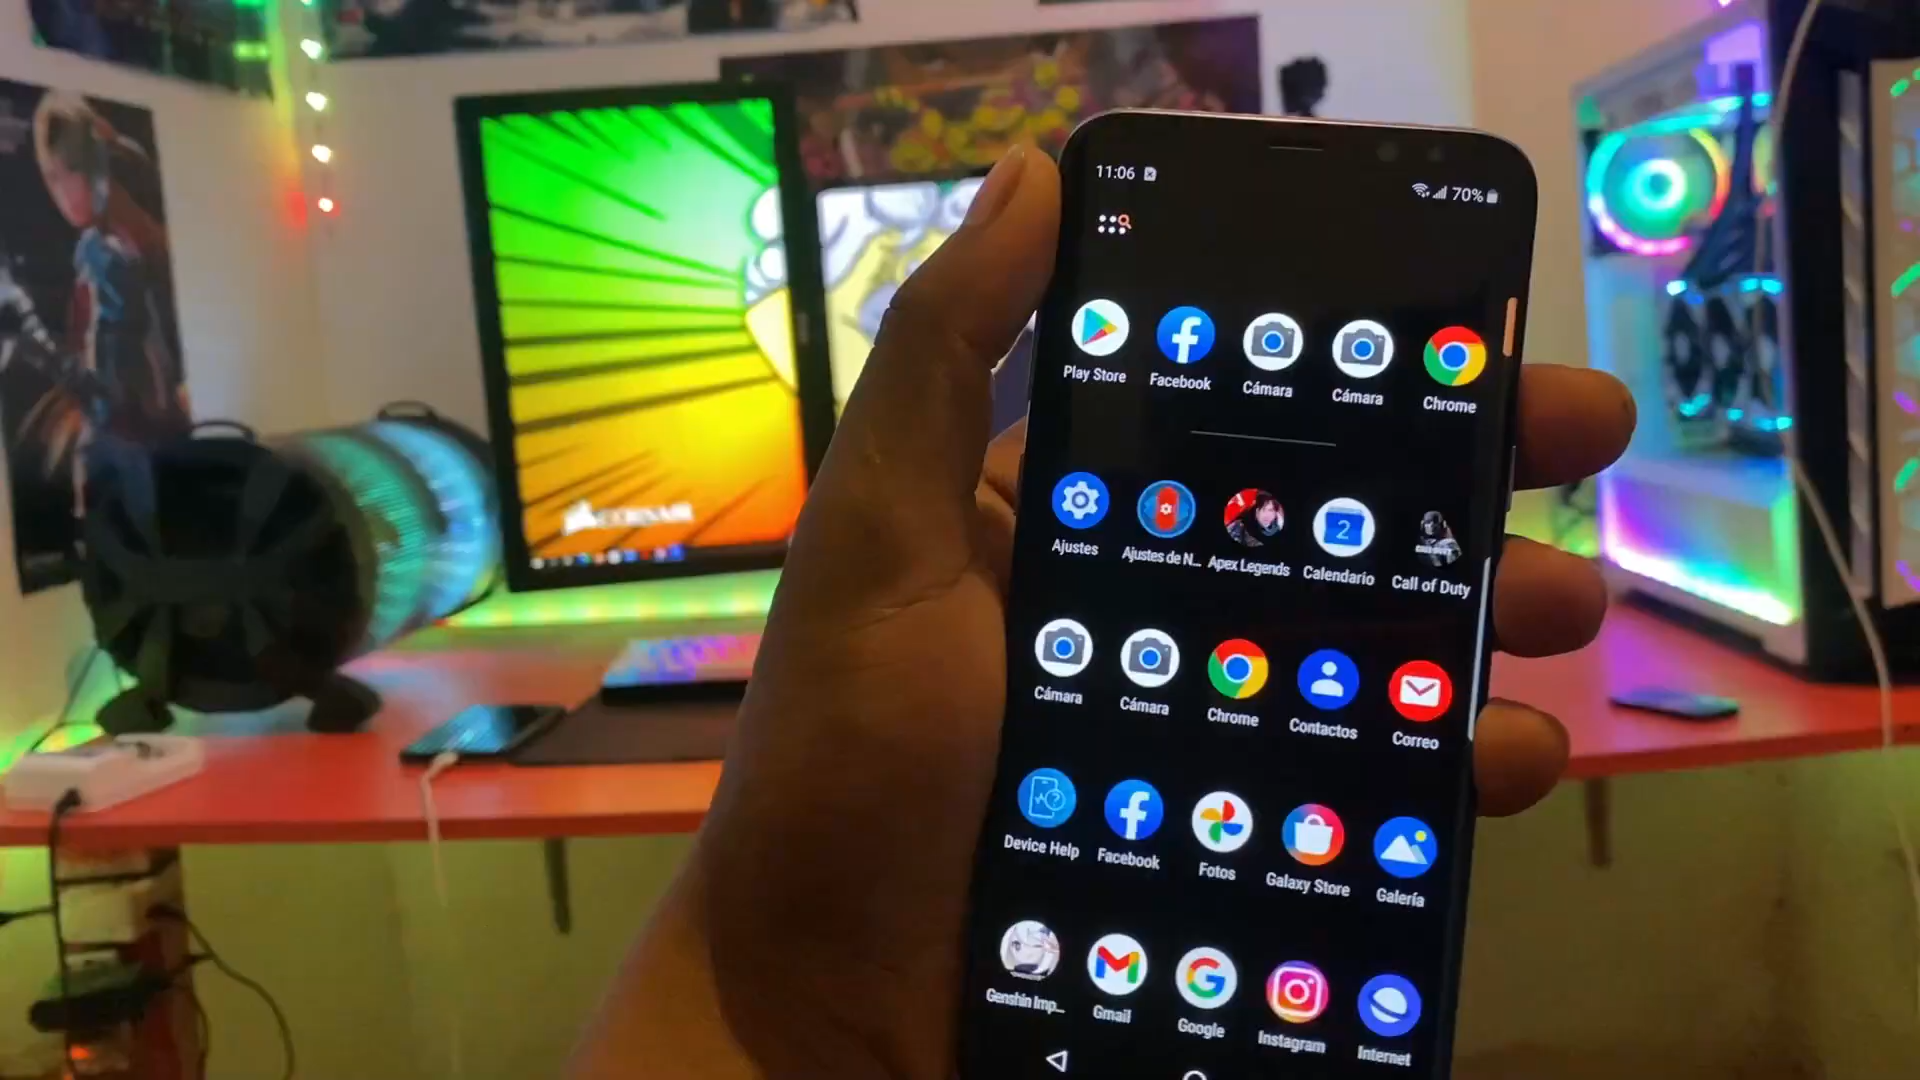 11:06
70%
Play Store
Facebook
Cámara
Cámara
Chrome
Ajustes
Ajustes de N...
Apex Legends
Calendario
2
Call of Duty
Cámara
Cámara
Chrome
Contactos
Correo
Device Help
Facebook
Fotos
Galaxy Store
Galería
Genshin Imp...
Gmail
Google
Instagram
Internet
CORSAIR